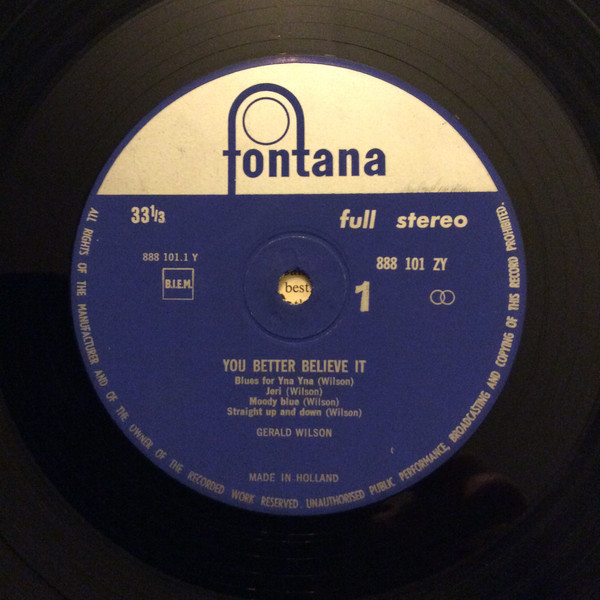 fontana
33 1/3
full stereo
888 101.1 Y
888 101 ZY
B.I.E.M.
best
1
YOU BETTER BELIEVE IT
Blues for Yna Yna (Wilson)
Jeri (Wilson)
Moody blue (Wilson)
Straight up and down (Wilson)
GERALD WILSON
MADE IN HOLLAND
ALL RIGHTS OF THE MANUFACTURER AND OF THE OWNER OF THE RECORDED WORK RESERVED. UNAUTHORISED PUBLIC PERFORMANCE, BROADCASTING AND COPYING OF THIS RECORD PROHIBITED.